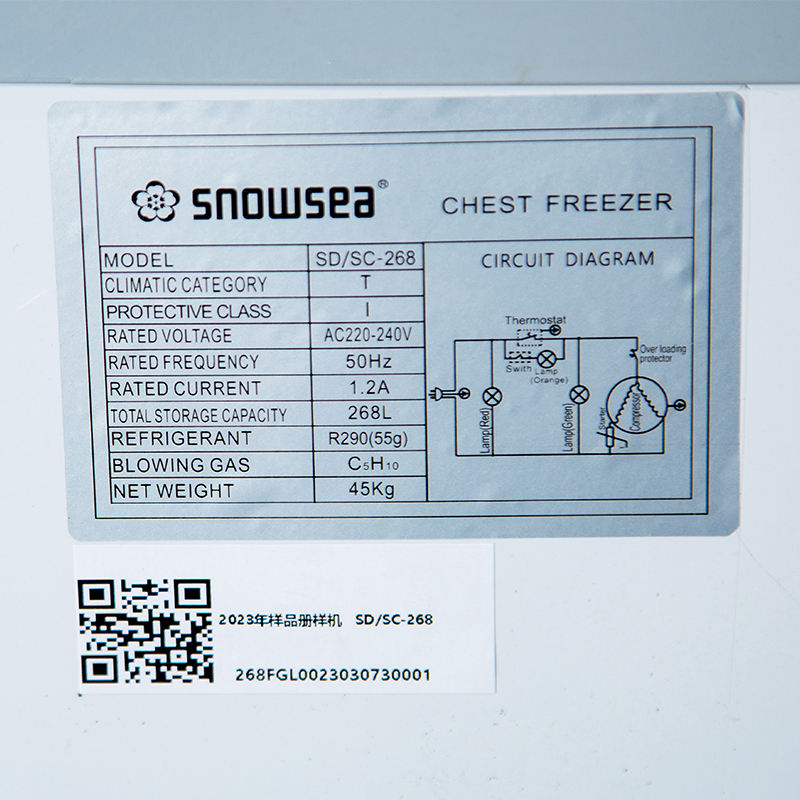 snowsea® CHEST FREEZER
MODEL SD/SC-268
CLIMATIC CATEGORY T
PROTECTIVE CLASS I
RATED VOLTAGE AC220-240V
RATED FREQUENCY 50Hz
RATED CURRENT 1.2A
TOTAL STORAGE CAPACITY 268L
REFRIGERANT R290(55g)
BLOWING GAS C₅H₁₀
NET WEIGHT 45Kg
CIRCUIT DIAGRAM
Thermostat
Swith
Lamp
(Orange)
Over loading
protector
Lamp(Red)
Lamp(Green)
Starter
Compressor
2023年样品册样机 SD/SC-268
268FGL0023030730001